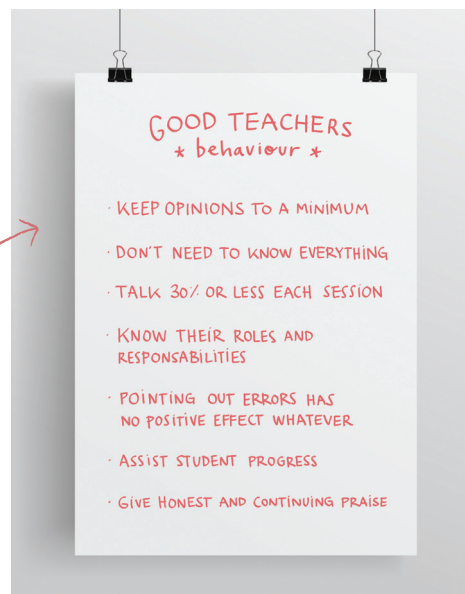 GOOD TEACHERS
* behaviour *
· KEEP OPINIONS TO A MINIMUM
· DON'T NEED TO KNOW EVERYTHING
· TALK 30% OR LESS EACH SESSION
· KNOW THEIR ROLES AND
RESPONSABILITIES
· POINTING OUT ERRORS HAS
NO POSITIVE EFFECT WHATEVER
· ASSIST STUDENT PROGRESS
· GIVE HONEST AND CONTINUING PRAISE